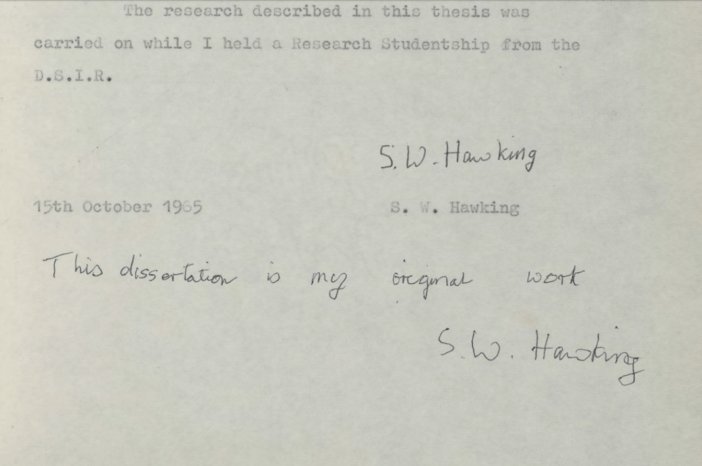 The research described in this thesis was
carried on while I held a Research Studentship from the
D.S.I.R.
S. W. Hawking
15th October 1965 S. W. Hawking
This dissertation is my original work
S. W. Hawking